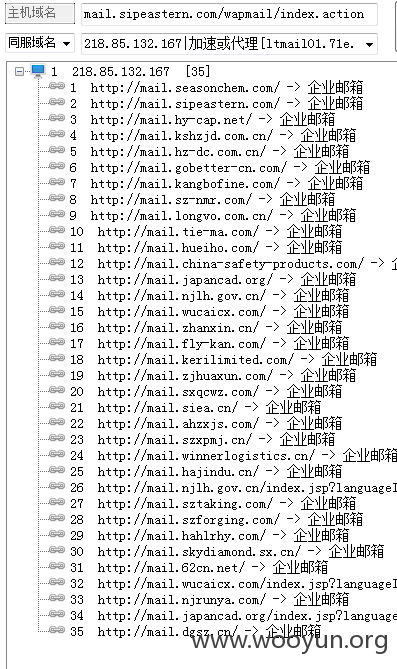 主机域名 mail.sipeastern.com/wapmail/index.action
同服域名 218.85.132.167|加速或代理[ltmail01.71e.
1 218.85.132.167 [35]
1 http://mail.seasonchem.com/ -> 企业邮箱
2 http://mail.sipeastern.com/ -> 企业邮箱
3 http://mail.hy-cap.net/ -> 企业邮箱
4 http://mail.kshzjd.com.cn/ -> 企业邮箱
5 http://mail.hz-dc.com.cn/ -> 企业邮箱
6 http://mail.gobetter-cn.com/ -> 企业邮箱
7 http://mail.kangbofine.com/ -> 企业邮箱
8 http://mail.sz-nmr.com/ -> 企业邮箱
9 http://mail.longvo.com.cn/ -> 企业邮箱
10 http://mail.tie-ma.com/ -> 企业邮箱
11 http://mail.hueiho.com/ -> 企业邮箱
12 http://mail.china-safety-products.com/ -> 企
13 http://mail.japancad.org/ -> 企业邮箱
14 http://mail.njlh.gov.cn/ -> 企业邮箱
15 http://mail.wucaicx.com/ -> 企业邮箱
16 http://mail.zhanxin.cn/ -> 企业邮箱
17 http://mail.fly-kan.com/ -> 企业邮箱
18 http://mail.kerilimited.com/ -> 企业邮箱
19 http://mail.zjhuaxun.com/ -> 企业邮箱
20 http://mail.sxqcwz.com/ -> 企业邮箱
21 http://mail.siea.cn/ -> 企业邮箱
22 http://mail.ahzxjs.com/ -> 企业邮箱
23 http://mail.szxpmj.cn/ -> 企业邮箱
24 http://mail.winnerlogistics.cn/ -> 企业邮箱
25 http://mail.hajindu.cn/ -> 企业邮箱
26 http://mail.njlh.gov.cn/index.jsp?languageI
27 http://mail.sztaking.com/ -> 企业邮箱
28 http://mail.szforging.com/ -> 企业邮箱
29 http://mail.hahlrhy.com/ -> 企业邮箱
30 http://mail.skydiamond.sx.cn/ -> 企业邮箱
31 http://mail.62cn.net/ -> 企业邮箱
32 http://mail.wucaicx.com/index.jsp?languageI
33 http://mail.njrunya.com/ -> 企业邮箱
34 http://mail.japancad.org/index.jsp?language
35 http://mail.dgsz.cn/ -> 企业邮箱
www.wooyun.org